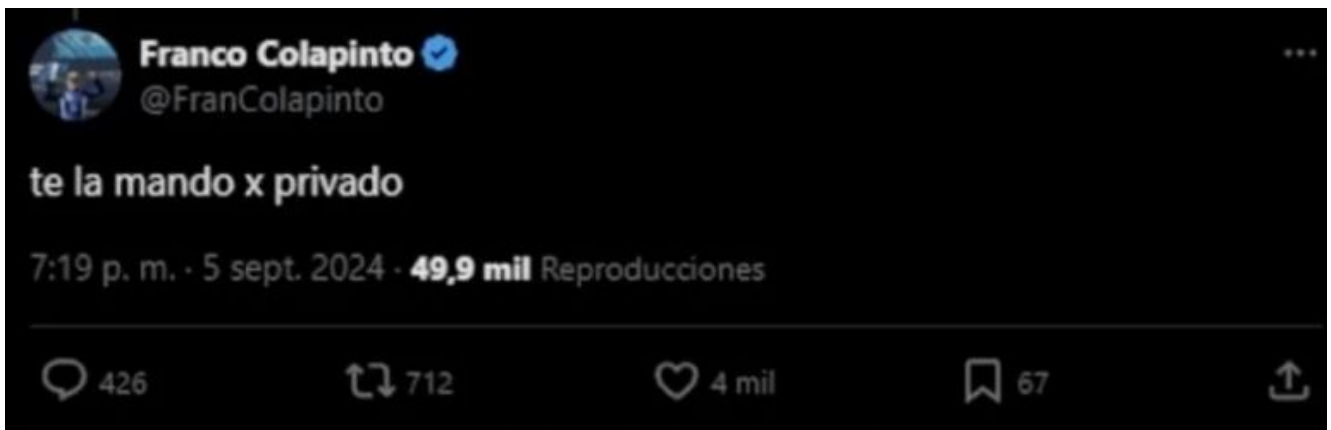 Franco Colapinto
@FranColapinto
te la mando x privado
7:19 p. m. · 5 sept. 2024 · 49,9 mil Reproducciones
426 712 4 mil 67